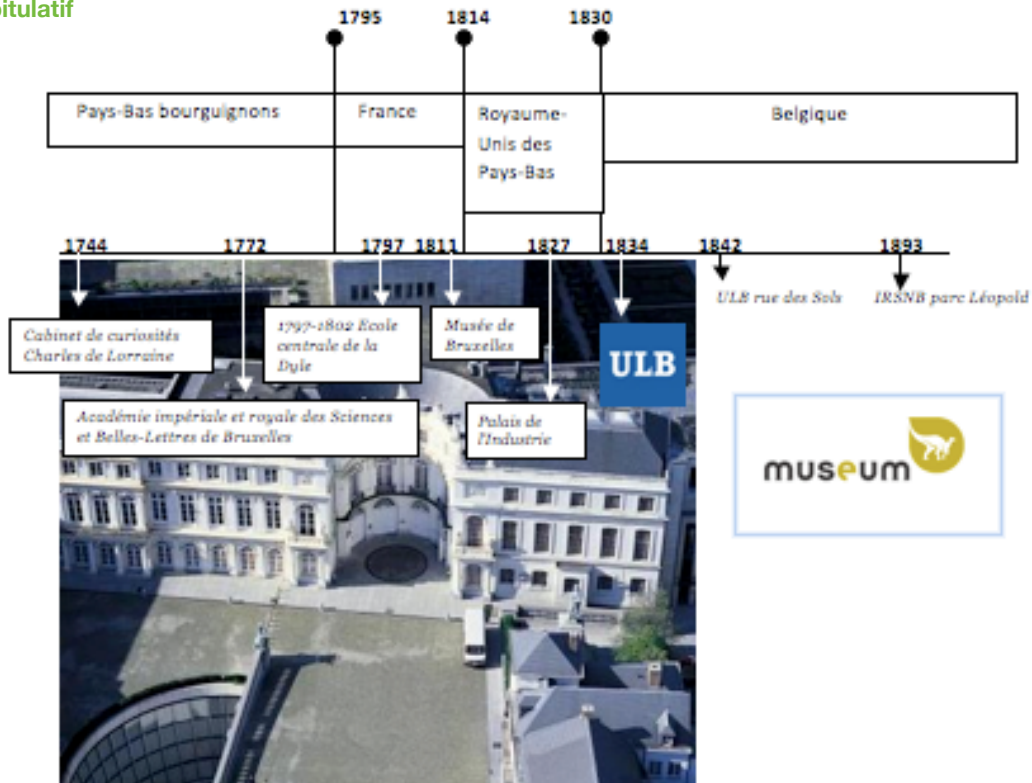 pitulatif
1795 1814 1830
Pays-Bas bourguignons
France
Royaume-
Unis des
Pays-Bas
Belgique
1744 1772 1797 1811 1827 1834 1842 1893
Cabinet de curiosités
Charles de Lorraine
1797-1802 Ecole
centrale de la
Dyle
Musée de
Bruxelles
ULB
ULB rue des Sols
IRSNB parc Léopold
Académie impériale et royale des Sciences
et Belles-Lettres de Bruxelles
Palais de
l'Industrie
museum